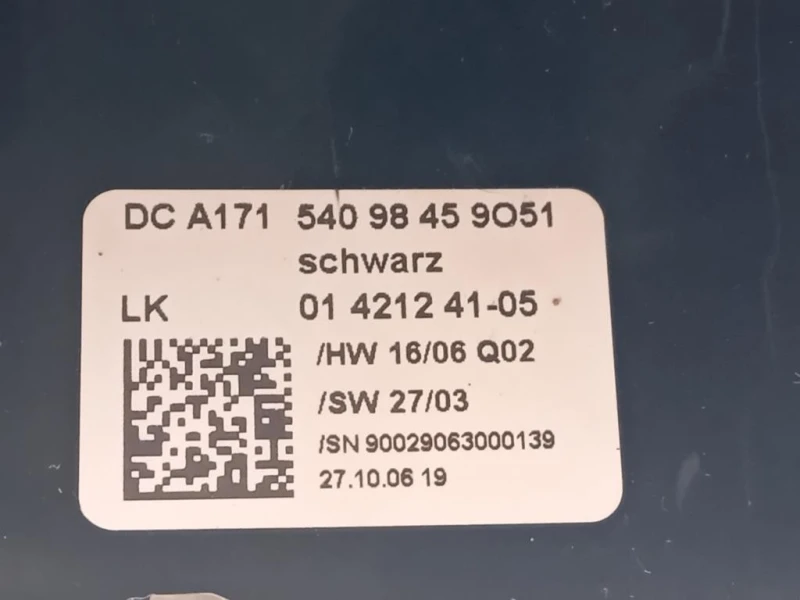 DC A171 540 98 45 9O51
schwarz
LK 01 4212 41-05
/HW 16/06 Q02
/SW 27/03
/SN 90029063000139
27.10.06 19